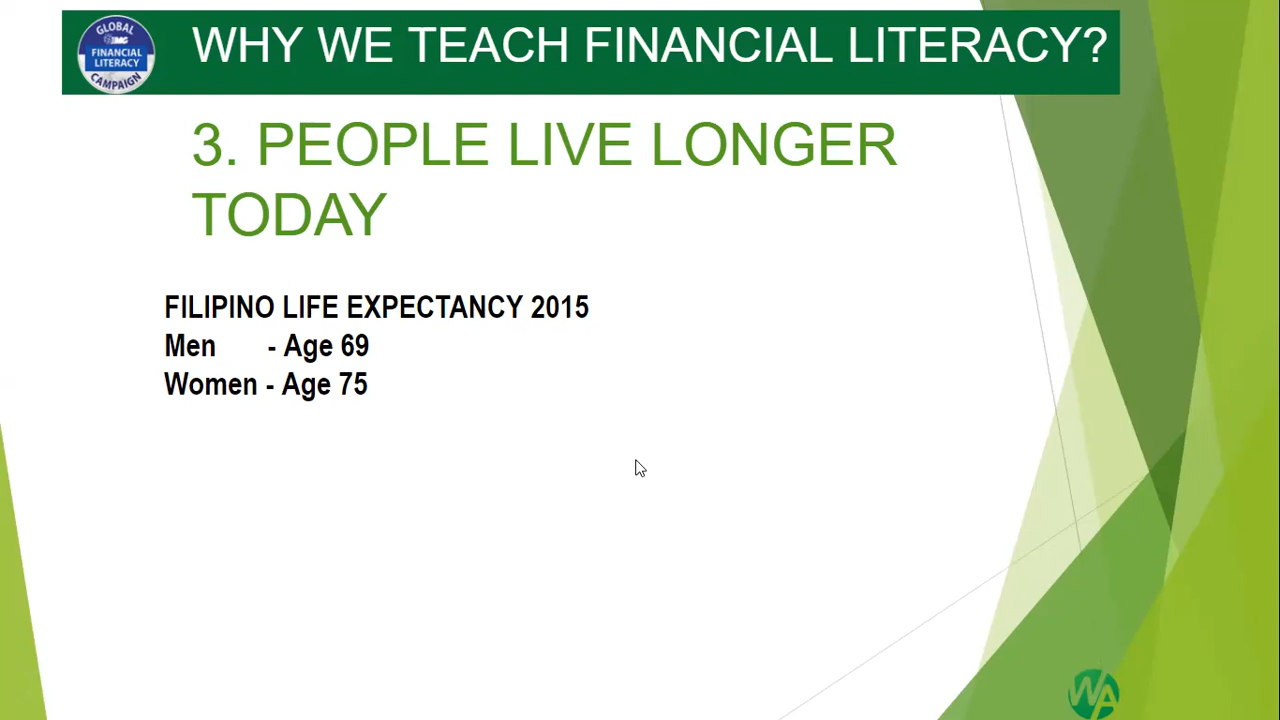 GLOBAL
IMG
FINANCIAL
LITERACY
CAMPAIGN
WHY WE TEACH FINANCIAL LITERACY?
3. PEOPLE LIVE LONGER
TODAY
FILIPINO LIFE EXPECTANCY 2015
Men - Age 69
Women - Age 75
WA